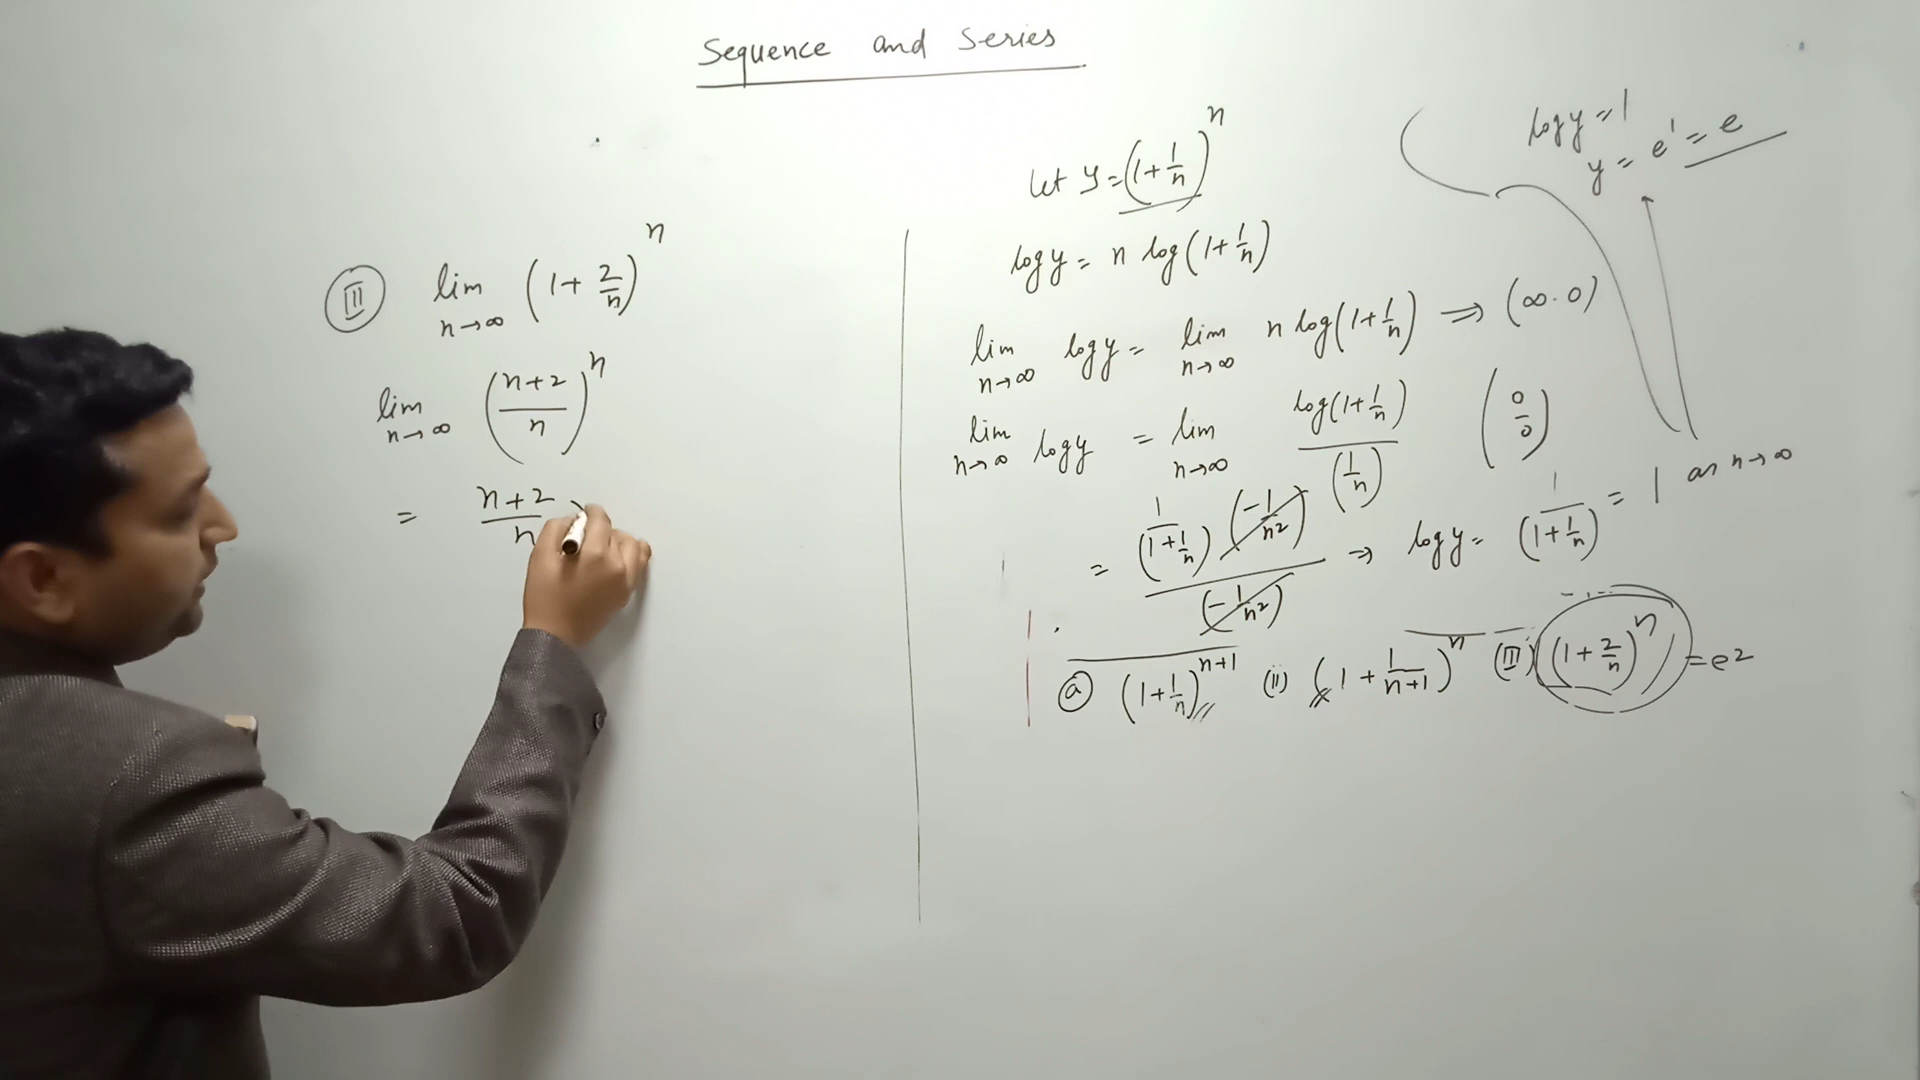 Sequence and Series
(III) lim n→∞ (1 + 2/n)^n
lim n→∞ ((n+2)/n)^n
= (n+2)/n
let y = (1 + 1/n)^n
log y = n log(1 + 1/n)
lim n→∞ log y = lim n→∞ n log(1 + 1/n) ⇒ (∞·0)
lim n→∞ log y = lim n→∞ log(1 + 1/n) / (1/n) (0/0)
= 1/(1 + 1/n) (-1/n²) / (-1/n²) ⇒ log y = 1/(1 + 1/n) = 1 as n→∞
log y = 1
y = e^1 = e
(a) (1 + 1/n)^(n+1) (ii) (1 + 1/(n+1))^n (III) (1 + 2/n)^n = e^2